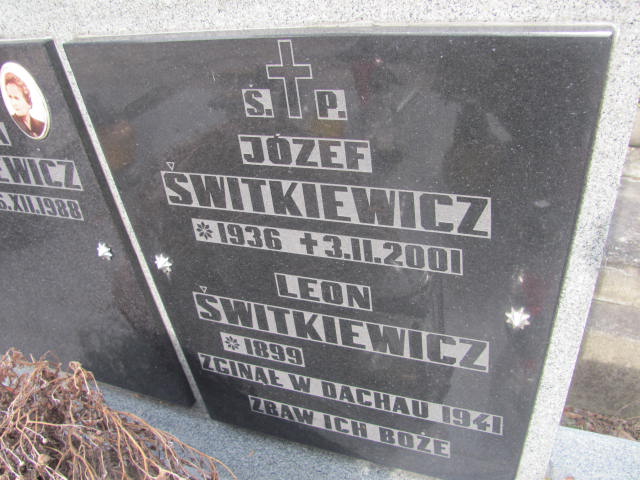 EWICZ
6.XII.1988
Ś. P.
JÓZEF
ŚWITKIEWICZ
* 1936 + 3.II.2001
LEON
ŚWITKIEWICZ
* 1899
ZGINĄŁ W DACHAU 1941
ZBAW ICH BOŻE